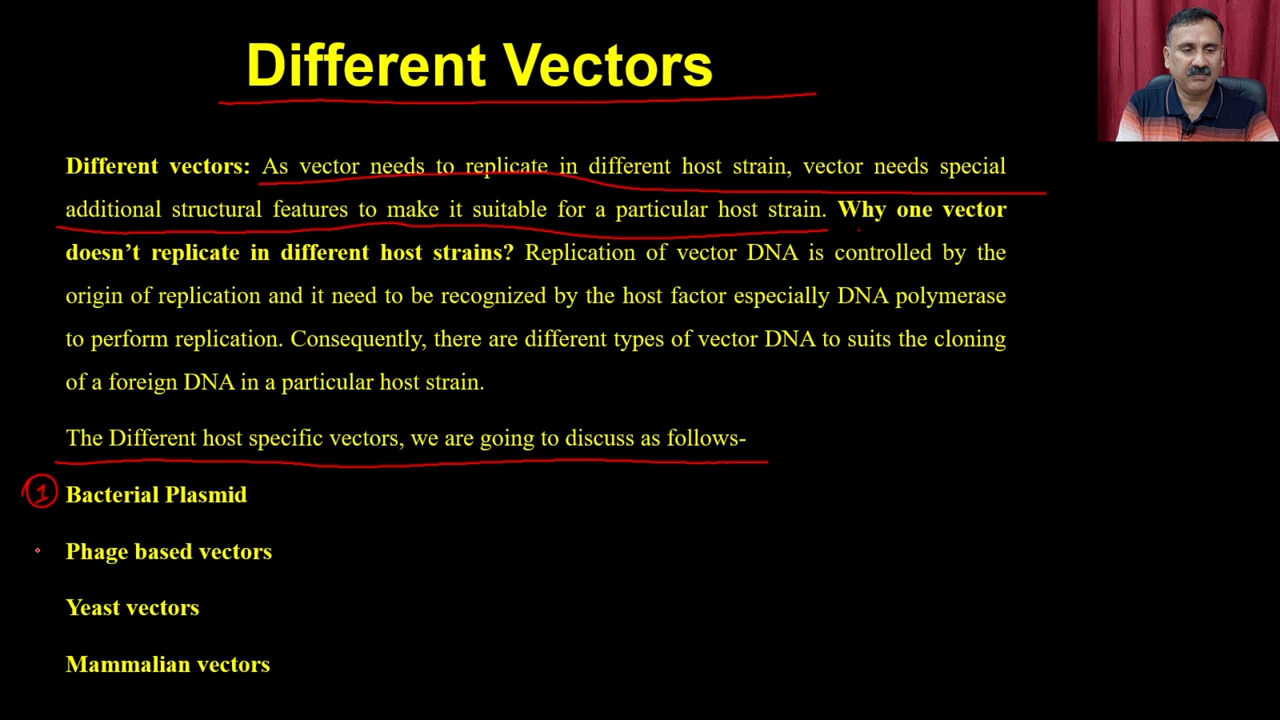 Different Vectors
Different vectors: As vector needs to replicate in different host strain, vector needs special
additional structural features to make it suitable for a particular host strain. Why one vector
doesn’t replicate in different host strains? Replication of vector DNA is controlled by the
origin of replication and it need to be recognized by the host factor especially DNA polymerase
to perform replication. Consequently, there are different types of vector DNA to suits the cloning
of a foreign DNA in a particular host strain.
The Different host specific vectors, we are going to discuss as follows-
1 Bacterial Plasmid
Phage based vectors
Yeast vectors
Mammalian vectors